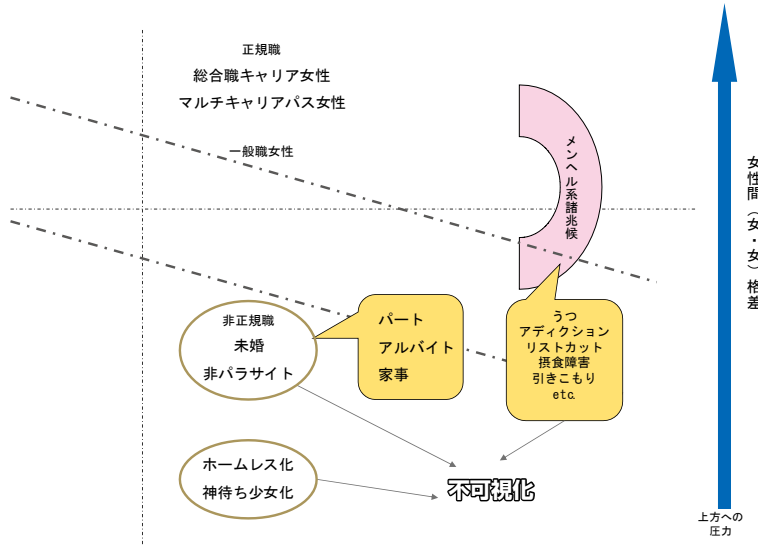 正規職
総合職キャリア女性
マルチキャリアパス女性
一般職女性
メンヘル系諸兆候
女性間（女・女）格差
非正規職
未婚
非パラサイト
パート
アルバイト
家事
うつ
アディクション
リストカット
摂食障害
引きこもり
etc.
ホームレス化
神待ち少女化
不可視化
上方への
圧力